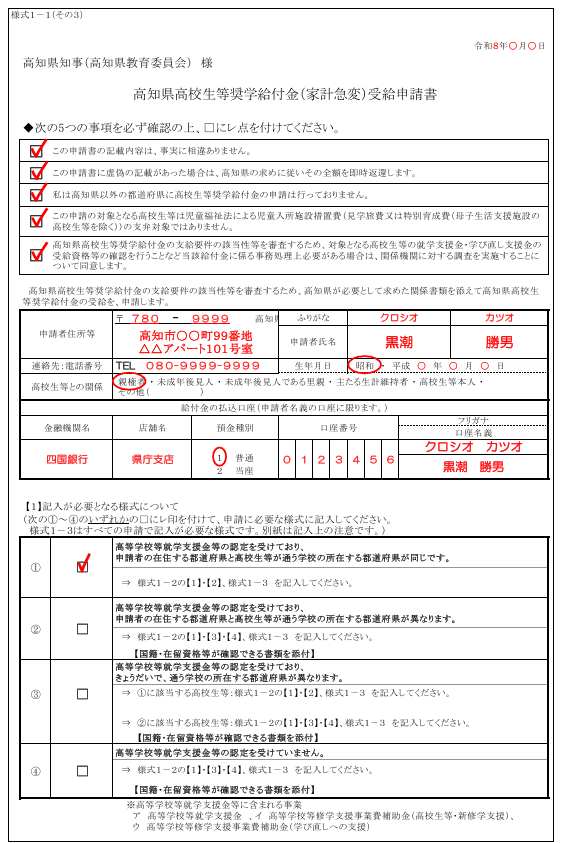 様式1-1(その3)
令和8年〇月〇日
高知県知事(高知県教育委員会) 様
高知県高校生等奨学給付金(家計急変)受給申請書
◆次の5つの事項を必ず確認の上、□にレ点を付けてください。
この申請書の記載内容は、事実に相違ありません。
この申請書に虚偽の記載があった場合は、高知県の求めに従いその全額を即時返還します。
私は高知県以外の都道府県に高校生等奨学給付金の申請は行っておりません。
この申請の対象となる高校生等は児童福祉法による児童入所施設措置費(見学旅費又は特別育成費(母子生活支援施設の
高校生等を除く))の支弁対象ではありません。
高知県高校生等奨学給付金の支給要件の該当性等を審査するため、対象となる高校生等の就学支援金・学び直し支援金の
受給資格等の確認を行うことなど当該給付金に係る事務処理上必要がある場合は、関係機関に対する調査を実施することに
ついて同意します。
高知県高校生等奨学給付金の支給要件の該当性等を審査するため、高知県が必要として求めた関係書類を添えて高知県高校生
等奨学給付金の受給を、申請します。
申請者住所等
〒 780 - 9999 高知県
高知市〇〇町99番地
△△アパート101号室
ふりがな
クロシオ カツオ
申請者氏名
黒潮 勝男
連絡先:電話番号
TEL 080-9999-9999
生年月日
昭和 ・ 平成 〇 年 〇 月 〇 日
高校生等との関係
親権者 ・ 未成年後見人 ・ 未成年後見人である里親 ・ 主たる生計維持者 ・ 高校生等本人 ・
その他( )
給付金の払込口座(申請者名義の口座に限ります。)
金融機関名 店舗名 預金種別 口座番号
フリガナ
口座名義
四国銀行 県庁支店
1 普通
2 当座
0 1 2 3 4 5 6
クロシオ カツオ
黒潮 勝男
【1】記入が必要となる様式について
(次の①~④のいずれかの□にレ印を付けて、申請に必要な様式に記入してください。
様式1-3はすべての申請で記入が必要な様式です。別紙は記入上の注意です。)
①
高等学校等就学支援金等の認定を受けており、
申請者の在住する都道府県と高校生等が通う学校の所在する都道府県が同じです。
⇒ 様式1-2の【1】・【2】、様式1-3 を記入してください。
②
高等学校等就学支援金等の認定を受けており、
申請者の在住する都道府県と高校生等が通う学校の所在する都道府県が異なります。
⇒ 様式1-2の【1】・【3】・【4】、様式1-3 を記入してください。
【国籍・在留資格等が確認できる書類を添付】
③
高等学校等就学支援金等の認定を受けており、
きょうだいで、通う学校の所在する都道府県が異なります。
⇒ ①に該当する高校生等:様式1-2の【1】・【2】、様式1-3 を記入してください。
⇒ ②に該当する高校生等:様式1-2の【1】・【3】・【4】、様式1-3 を記入してください。
【国籍・在留資格等が確認できる書類を添付】
④
高等学校等就学支援金等の認定を受けていません。
⇒ 様式1-2の【1】・【3】・【4】、様式1-3 を記入してください。
【国籍・在留資格等が確認できる書類を添付】
※高等学校等就学支援金等に含まれる事業
ア 高等学校等就学支援金 、イ 高等学校等修学支援事業費補助金(高校生等・新修学支援)、
ウ 高等学校等修学支援事業費補助金(学び直しへの支援)